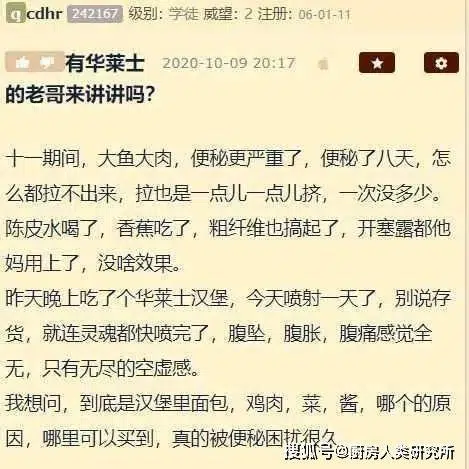 gcdhr 242167 级别: 学徒 威望: 2 注册: 06-01-11
有华莱士 2020-10-09 20:17
的老哥来讲讲吗?
十一期间，大鱼大肉，便秘更严重了，便秘了八天，怎
么都拉不出来，拉也是一点儿一点儿挤，一次没多少。
陈皮水喝了，香蕉吃了，粗纤维也搞起了，开塞露都他
妈用上了，没啥效果。
昨天晚上吃了个华莱士汉堡，今天喷射一天了，别说存
货，就连灵魂都快喷完了，腹坠，腹胀，腹痛感觉全
无，只有无尽的空虚感。
我想问，到底是汉堡里面包，鸡肉，菜，酱，哪个的原
因，哪里可以买到，真的被便秘困扰很久
搜狐号@厨房人类研究所